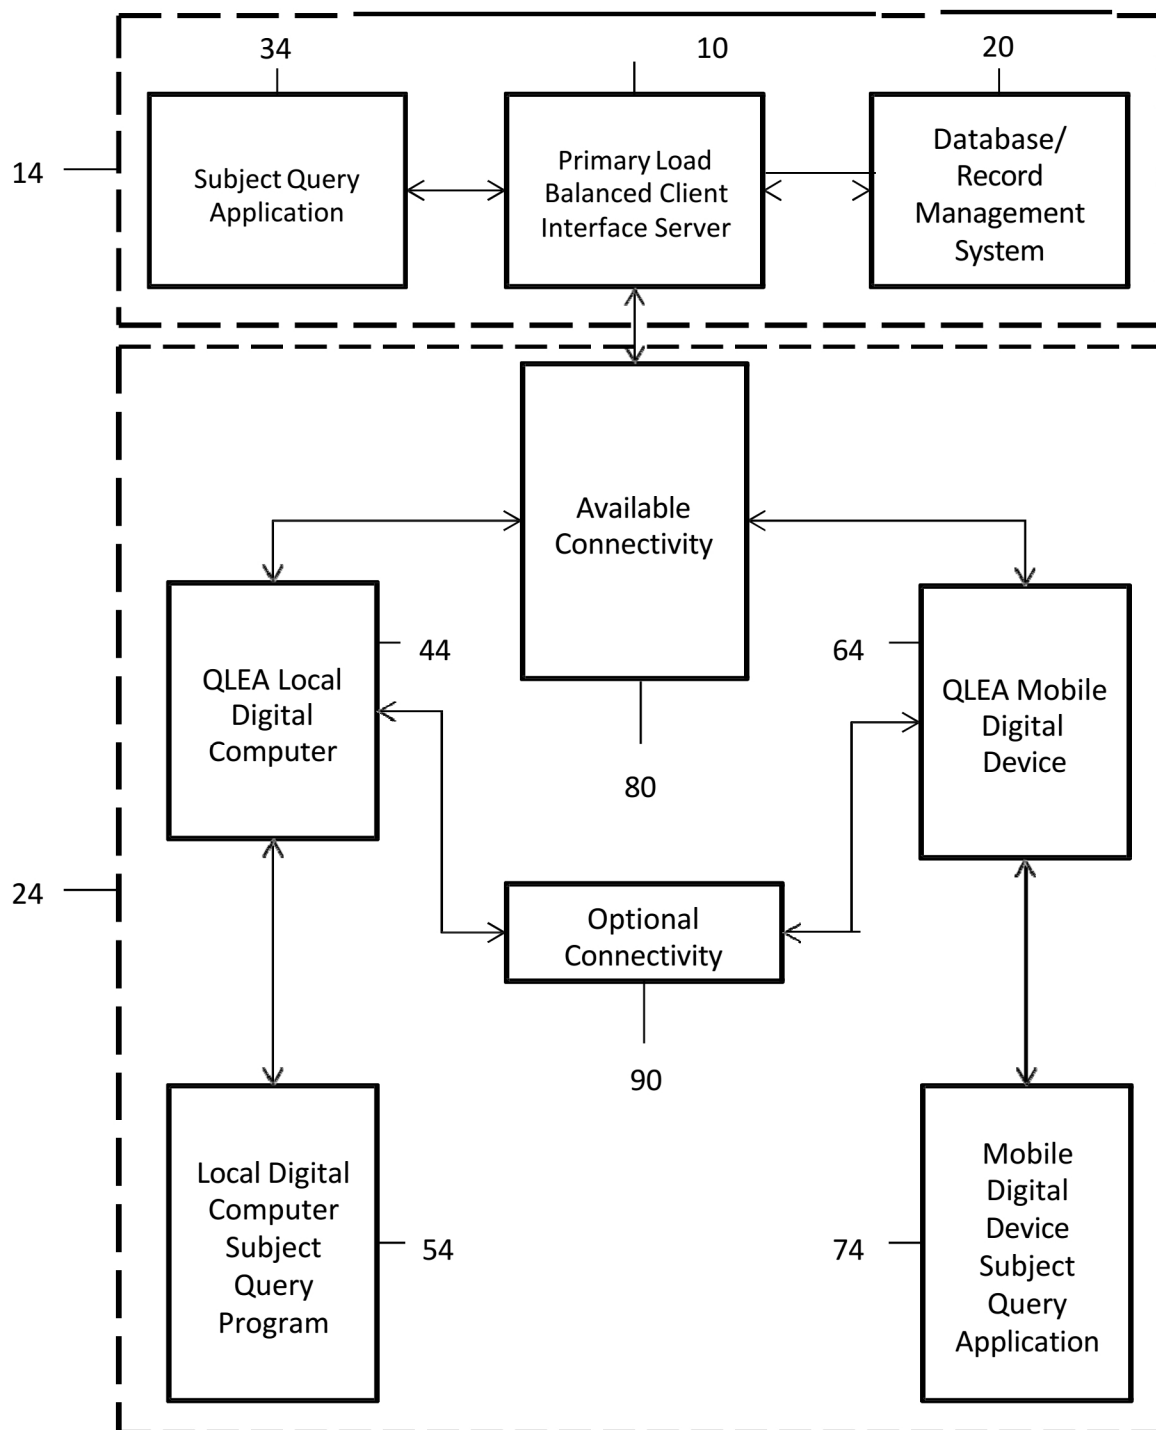 34
10
20
14
Subject Query
Application
Primary Load
Balanced Client
Interface Server
Database/
Record
Management
System
Available
Connectivity
44
64
QLEA Local
Digital
Computer
QLEA Mobile
Digital
Device
80
24
Optional
Connectivity
90
Local Digital
Computer
Subject
Query
Program
54
74
Mobile
Digital
Device
Subject
Query
Application